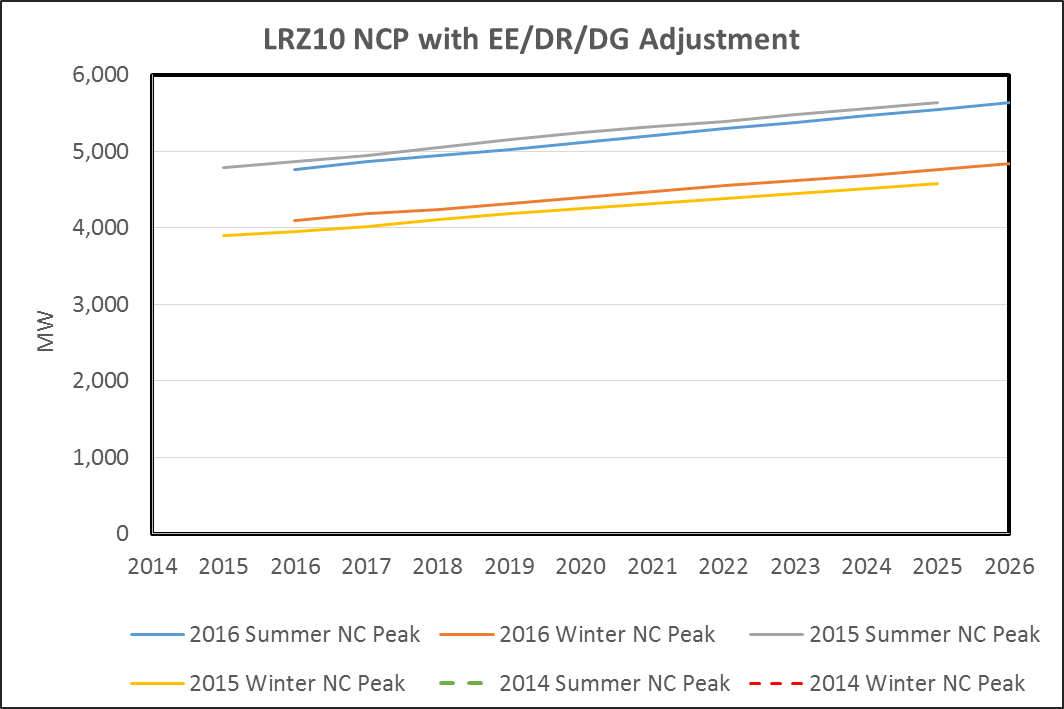 LRZ10 NCP with EE/DR/DG Adjustment
6,000
5,000
4,000
3,000
2,000
1,000
0
MW
2014 2015 2016 2017 2018 2019 2020 2021 2022 2023 2024 2025 2026
2016 Summer NC Peak 2016 Winter NC Peak 2015 Summer NC Peak
2015 Winter NC Peak 2014 Summer NC Peak 2014 Winter NC Peak